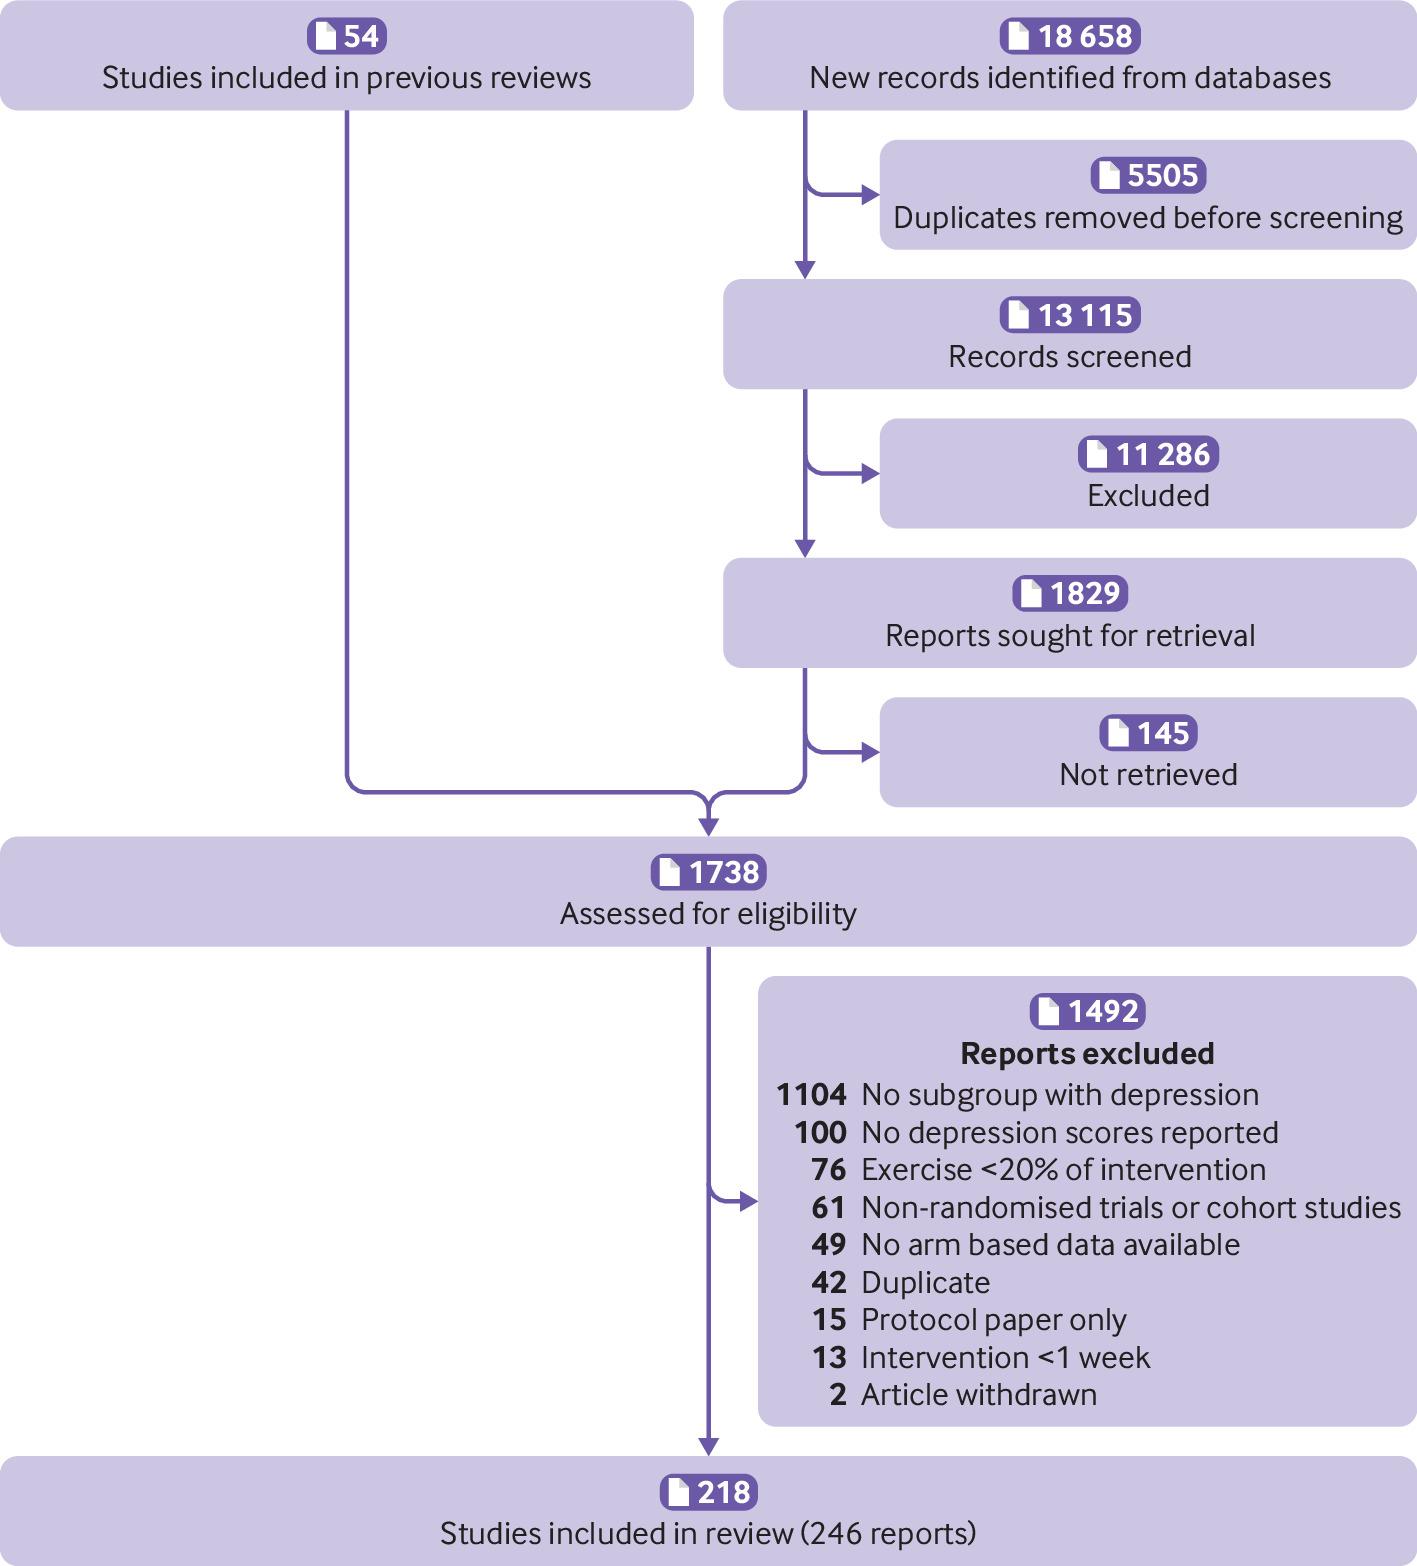 54
Studies included in previous reviews
18 658
New records identified from databases
5505
Duplicates removed before screening
13 115
Records screened
11 286
Excluded
1829
Reports sought for retrieval
145
Not retrieved
1738
Assessed for eligibility
1492
Reports excluded
1104 No subgroup with depression
100 No depression scores reported
76 Exercise <20% of intervention
61 Non-randomised trials or cohort studies
49 No arm based data available
42 Duplicate
15 Protocol paper only
13 Intervention <1 week
2 Article withdrawn
218
Studies included in review (246 reports)